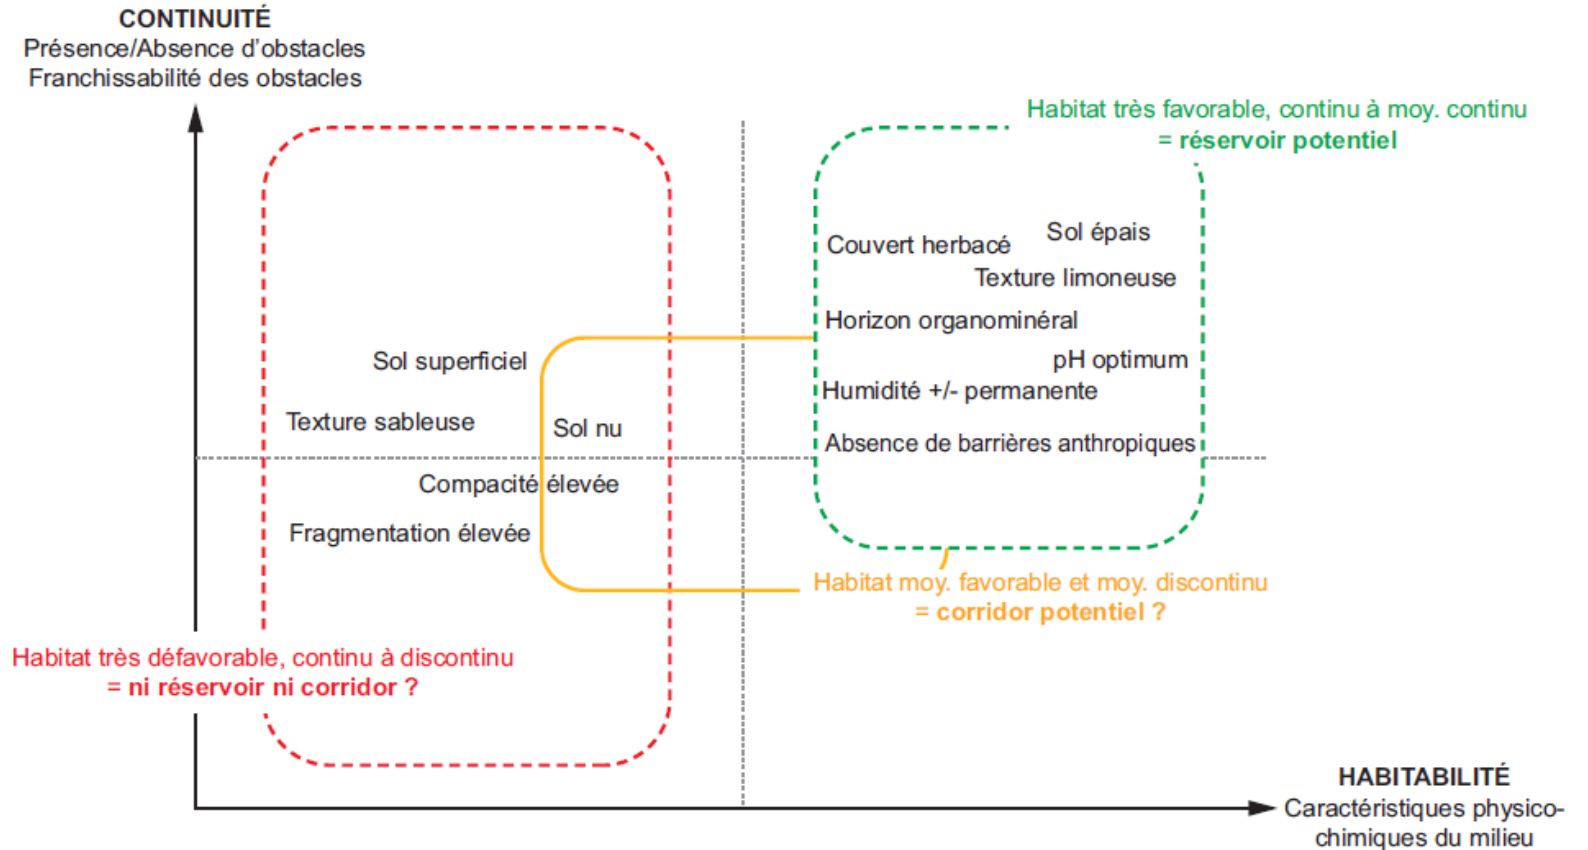 CONTINUITÉ
Présence/Absence d'obstacles
Franchissabilité des obstacles
Habitat très favorable, continu à moy. continu
= réservoir potentiel
Couvert herbacé
Sol épais
Texture limoneuse
Horizon organominéral
pH optimum
Humidité +/- permanente
Absence de barrières anthropiques
Sol superficiel
Texture sableuse
Sol nu
Compacité élevée
Fragmentation élevée
Habitat moy. favorable et moy. discontinu
= corridor potentiel ?
Habitat très défavorable, continu à discontinu
= ni réservoir ni corridor ?
HABITABILITÉ
Caractéristiques physico-
chimiques du milieu